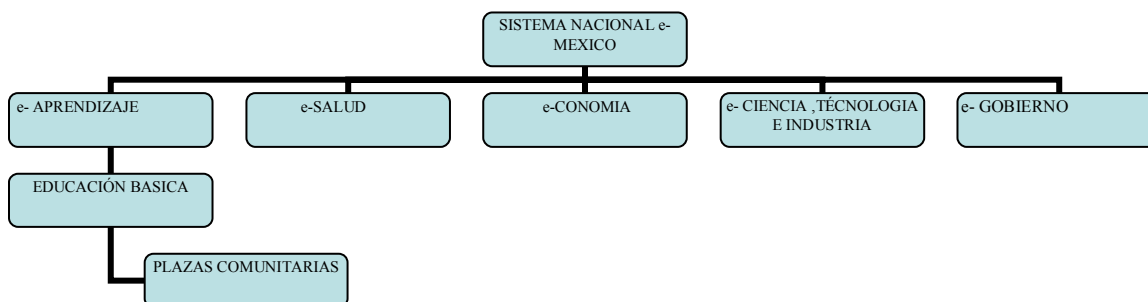 SISTEMA NACIONAL e-
MEXICO
e- APRENDIZAJE
e-SALUD
e-CONOMIA
e- CIENCIA ,TÉCNOLOGIA
E INDUSTRIA
e- GOBIERNO
EDUCACIÓN BASICA
PLAZAS COMUNITARIAS